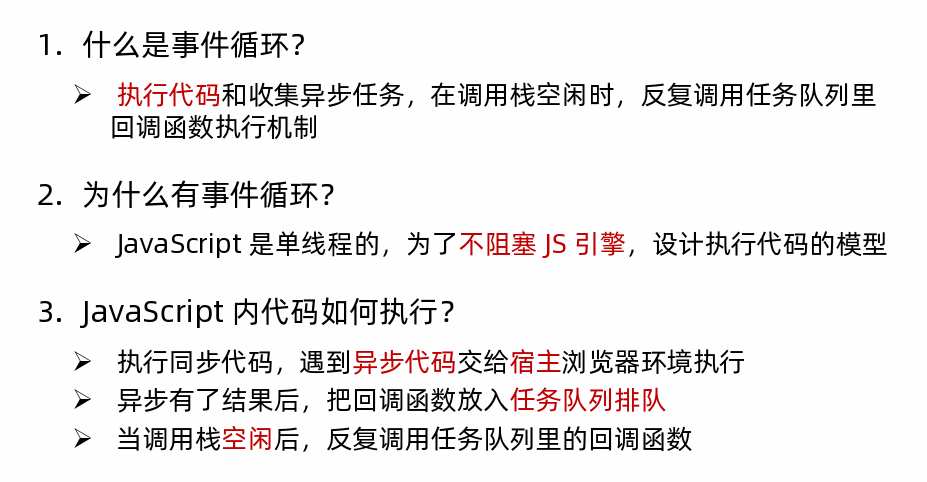 1. 什么是事件循环？
➢ 执行代码和收集异步任务，在调用栈空闲时，反复调用任务队列里
回调函数执行机制
2. 为什么有事件循环？
➢ JavaScript 是单线程的，为了不阻塞 JS 引擎，设计执行代码的模型
3. JavaScript 内代码如何执行？
➢ 执行同步代码，遇到异步代码交给宿主浏览器环境执行
➢ 异步有了结果后，把回调函数放入任务队列排队
➢ 当调用栈空闲后，反复调用任务队列里的回调函数